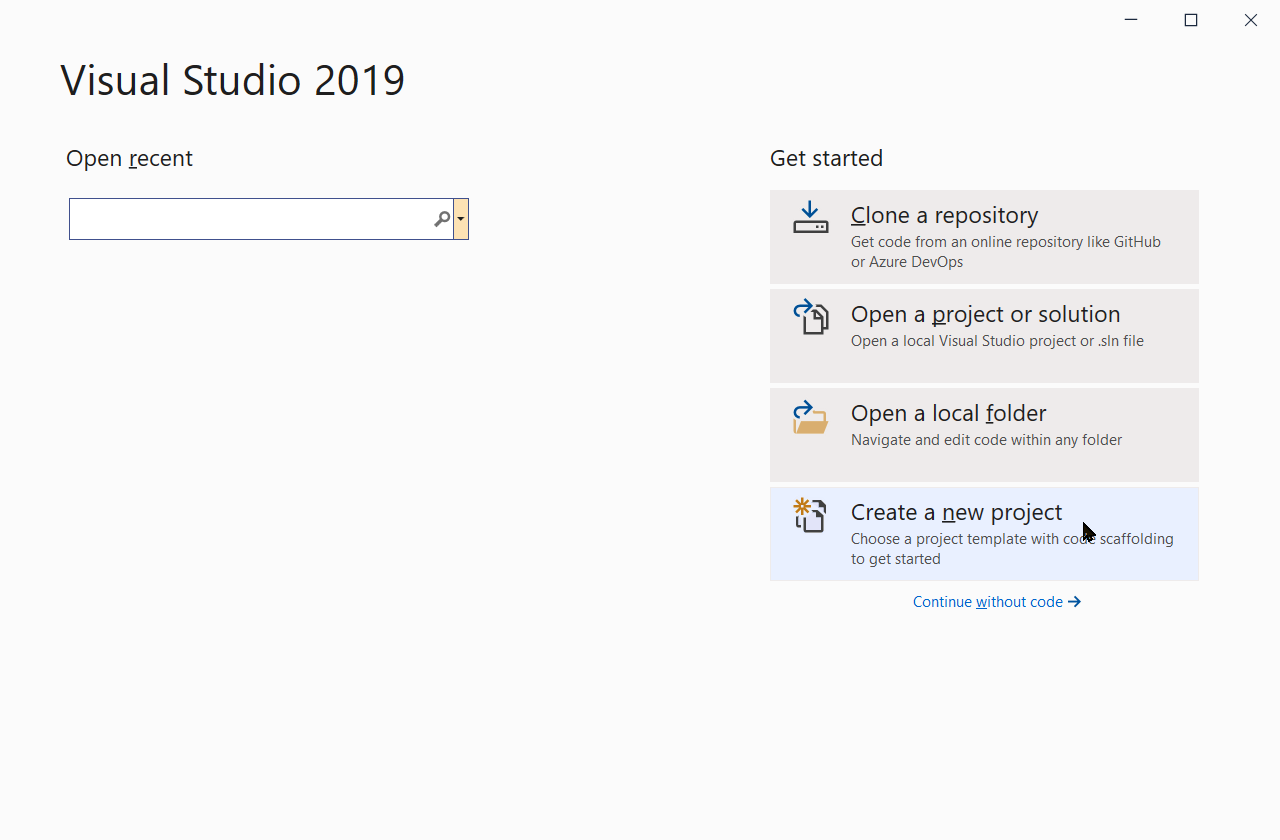 Visual Studio 2019
Open recent
Get started
Clone a repository
Get code from an online repository like GitHub
or Azure DevOps
Open a project or solution
Open a local Visual Studio project or .sln file
Open a local folder
Navigate and edit code within any folder
Create a new project
Choose a project template with code scaffolding
to get started
Continue without code →